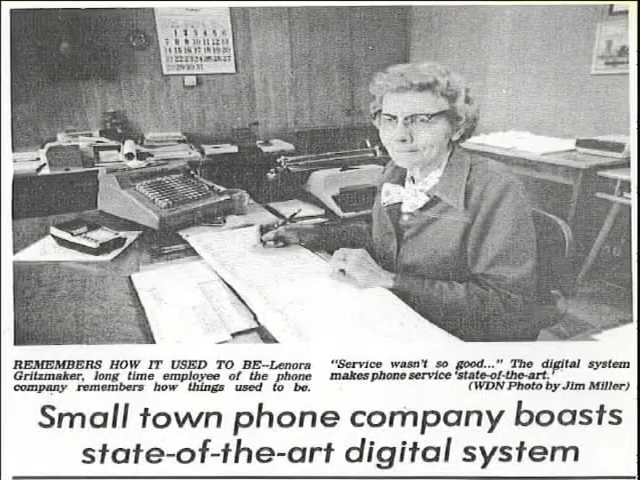 REMEMBERS HOW IT USED TO BE--Lenora
Gritzmaker, long time employee of the phone
company remembers how things used to be.
"Service wasn't so good..." The digital system
makes phone service 'state-of-the-art.'
(WDN Photo by Jim Miller)
Small town phone company boasts
state-of-the-art digital system